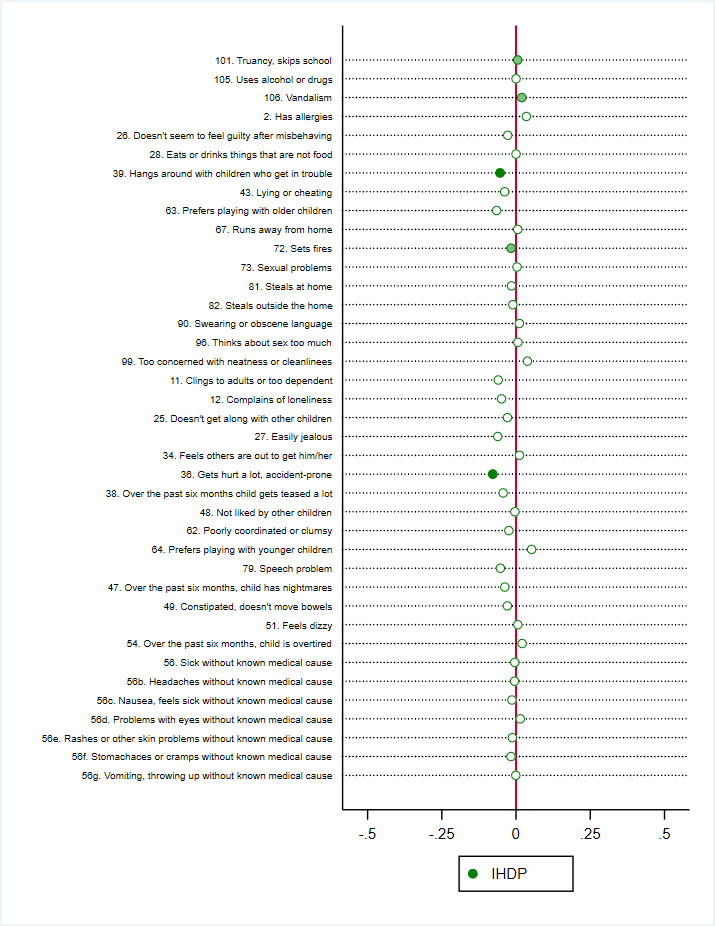 101. Truancy, skips school
105. Uses alcohol or drugs
106. Vandalism
2. Has allergies
26. Doesn't seem to feel guilty after misbehaving
28. Eats or drinks things that are not food
39. Hangs around with children who get in trouble
43. Lying or cheating
63. Prefers playing with older children
67. Runs away from home
72. Sets fires
73. Sexual problems
81. Steals at home
82. Steals outside the home
90. Swearing or obscene language
96. Thinks about sex too much
99. Too concerned with neatness or cleanlinees
11. Clings to adults or too dependent
12. Complains of loneliness
25. Doesn't get along with other children
27. Easily jealous
34. Feels others are out to get him/her
36. Gets hurt a lot, accident-prone
38. Over the past six months child gets teased a lot
48. Not liked by other children
62. Poorly coordinated or clumsy
64. Prefers playing with younger children
79. Speech problem
47. Over the past six months, child has nightmares
49. Constipated, doesn't move bowels
51. Feels dizzy
54. Over the past six months, child is overtired
56. Sick without known medical cause
56b. Headaches without known medical cause
56c. Nausea, feels sick without known medical cause
56d. Problems with eyes without known medical cause
56e. Rashes or other skin problems without known medical cause
56f. Stomachaces or cramps without known medical cause
56g. Vomiting, throwing up without known medical cause
-.5 -.25 0 .25 .5
IHDP